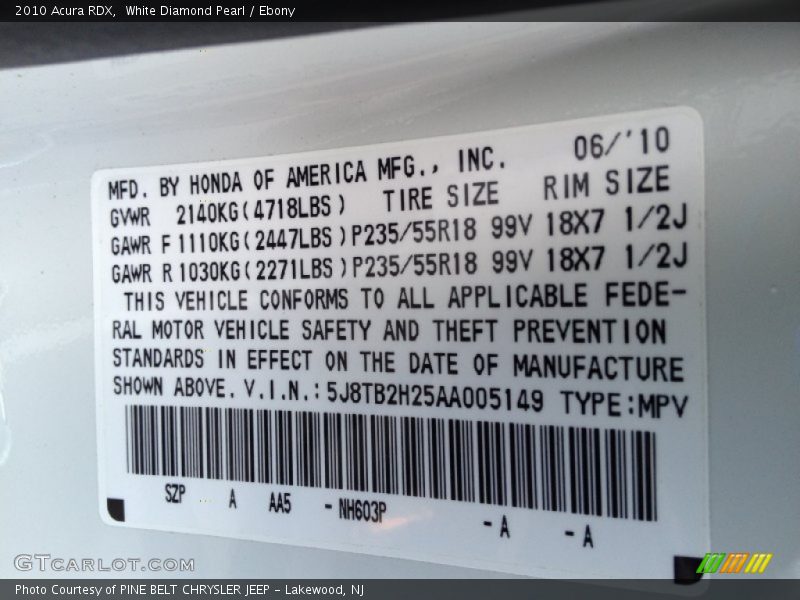 2010 Acura RDX,  White Diamond Pearl / Ebony
MFD. BY HONDA OF AMERICA MFG., INC. 06/'10
GVWR 2140KG(4718LBS) TIRE SIZE RIM SIZE
GAWR F 1110KG(2447LBS) P235/55R18 99V 18X7 1/2J
GAWR R 1030KG(2271LBS) P235/55R18 99V 18X7 1/2J
THIS VEHICLE CONFORMS TO ALL APPLICABLE FEDE-
RAL MOTOR VEHICLE SAFETY AND THEFT PREVENTION
STANDARDS IN EFFECT ON THE DATE OF MANUFACTURE
SHOWN ABOVE. V.I.N.: 5J8TB2H25AA005149 TYPE:MPV
SZP A AA5 -NH603P -A -A
GTCARLOT.COM
Photo Courtesy of PINE BELT CHRYSLER JEEP - Lakewood, NJ